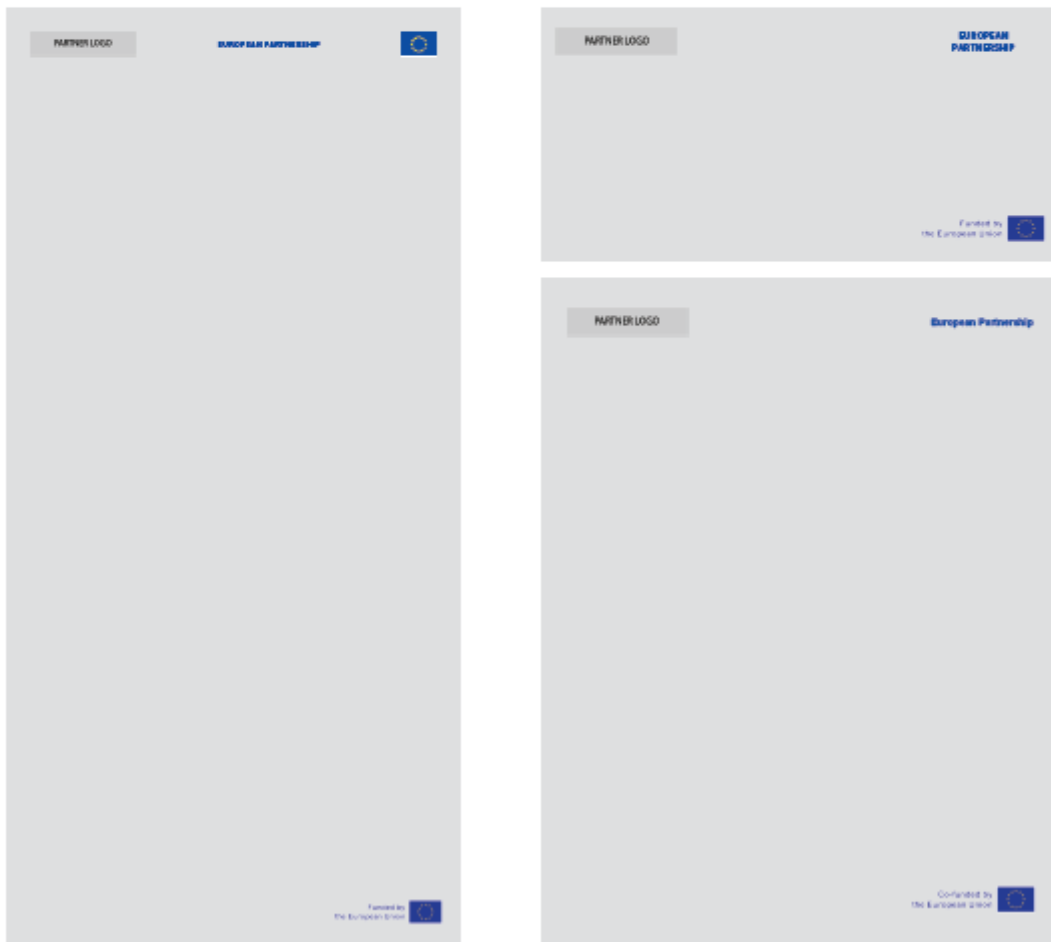 PARTNER LOGO
EUROPEAN PARTNERSHIP
Funded by
the European Union
PARTNER LOGO
EUROPEAN
PARTNERSHIP
Funded by
the European Union
PARTNER LOGO
European Partnership
Co-funded by
the European Union